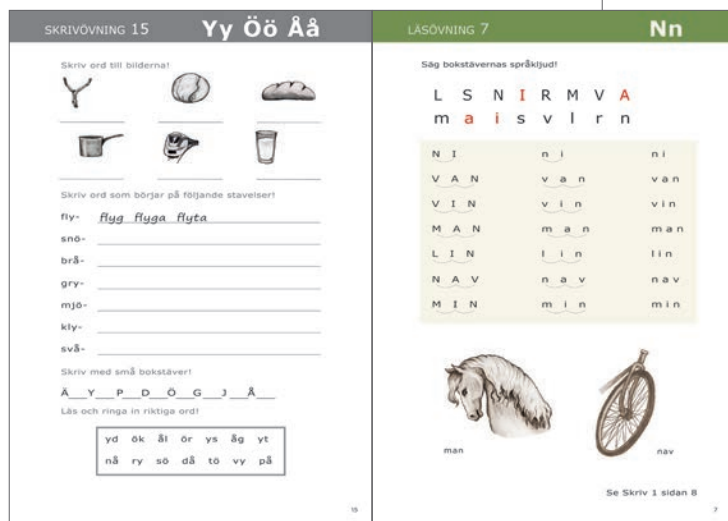 SKRIVÖVNING 15 Yy Öö Åå
Skriv ord till bilderna!
Skriv ord som börjar på följande stavelser!
fly- flyg flyga flyta
snö-
brå-
gry-
mjö-
kly-
svå-
Skriv med små bokstäver!
Ä__Y__P__D__Ö__G__J__Å__
Läs och ringa in riktiga ord!
yd ök ål ör ys åg yt
nå ry sö då tö vy på
15
LÄSÖVNING 7 Nn
Säg bokstävernas språkljud!
L S N I R M V A
m a i s v l r n
N I n i n i
V A N v a n van
V I N v i n vin
M A N m a n man
L I N l i n lin
N A V n a v nav
M I N m i n min
man nav
Se Skriv 1 sidan 8
7